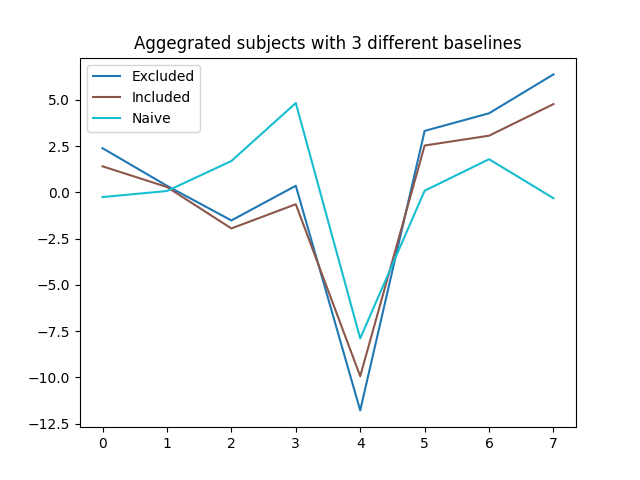 Aggegrated subjects with 3 different baselines
Excluded
Included
Naive
5.0
2.5
0.0
−2.5
−5.0
−7.5
−10.0
−12.5
0 1 2 3 4 5 6 7